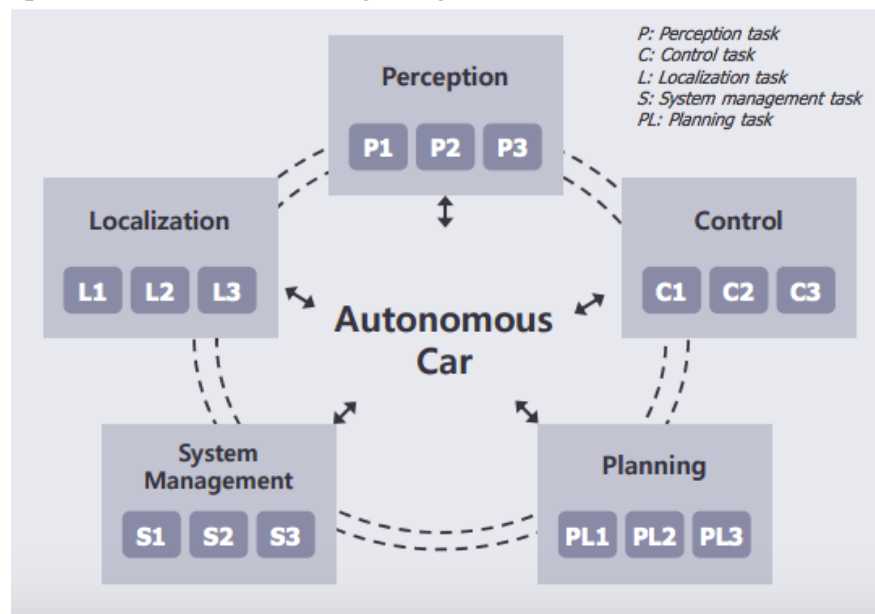 P: Perception task
C: Control task
L: Localization task
S: System management task
PL: Planning task
Perception
P1 P2 P3
Localization
L1 L2 L3
Control
C1 C2 C3
Autonomous
Car
System
Management
S1 S2 S3
Planning
PL1 PL2 PL3